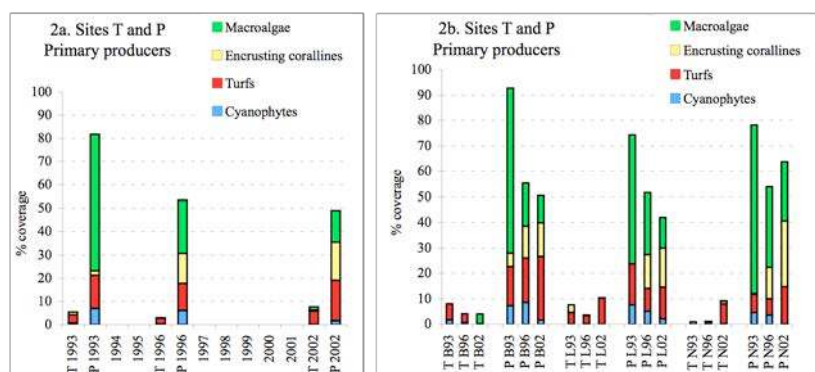 2a. Sites T and P
Primary producers
Macroalgae
Encrusting corallines
Turfs
Cyanophytes
% coverage
100
90
80
70
60
50
40
30
20
10
0
T 1993
P 1993
1994
1995
T 1996
P 1996
1997
1998
1999
2000
2001
T 2002
P 2002
2b. Sites T and P
Primary producers
Macroalgae
Encrusting corallines
Turfs
Cyanophytes
% coverage
100
90
80
70
60
50
40
30
20
10
0
T B93
T B96
T B02
P B93
P B96
P B02
T L93
T L96
T L02
P L93
P L96
P L02
T N93
T N96
T N02
P N93
P N96
P N02